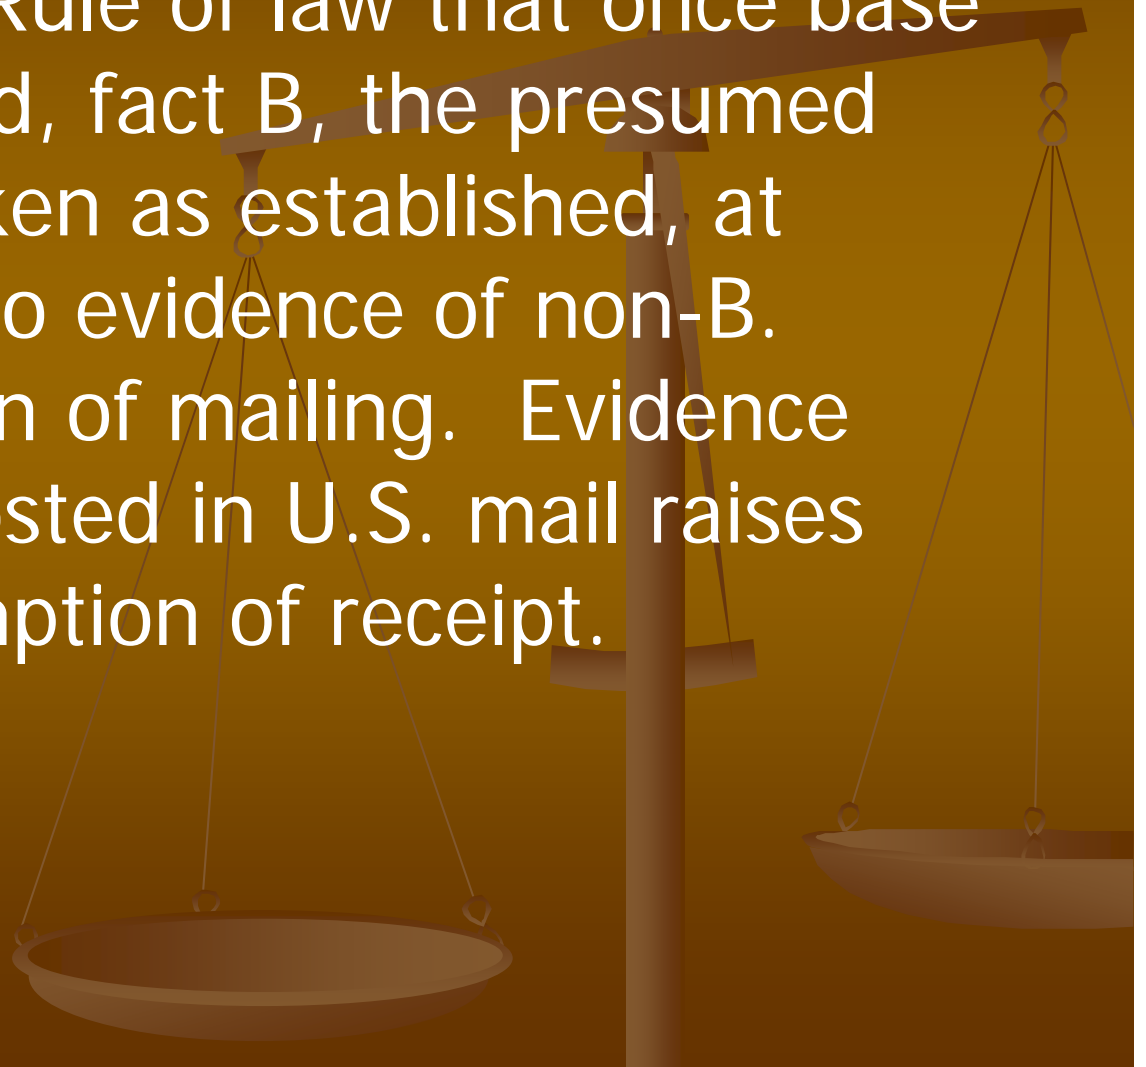 Rule of law that once base
d, fact B, the presumed
ken as established, at
o evidence of non-B.
n of mailing.  Evidence
sted in U.S. mail raises
ption of receipt.